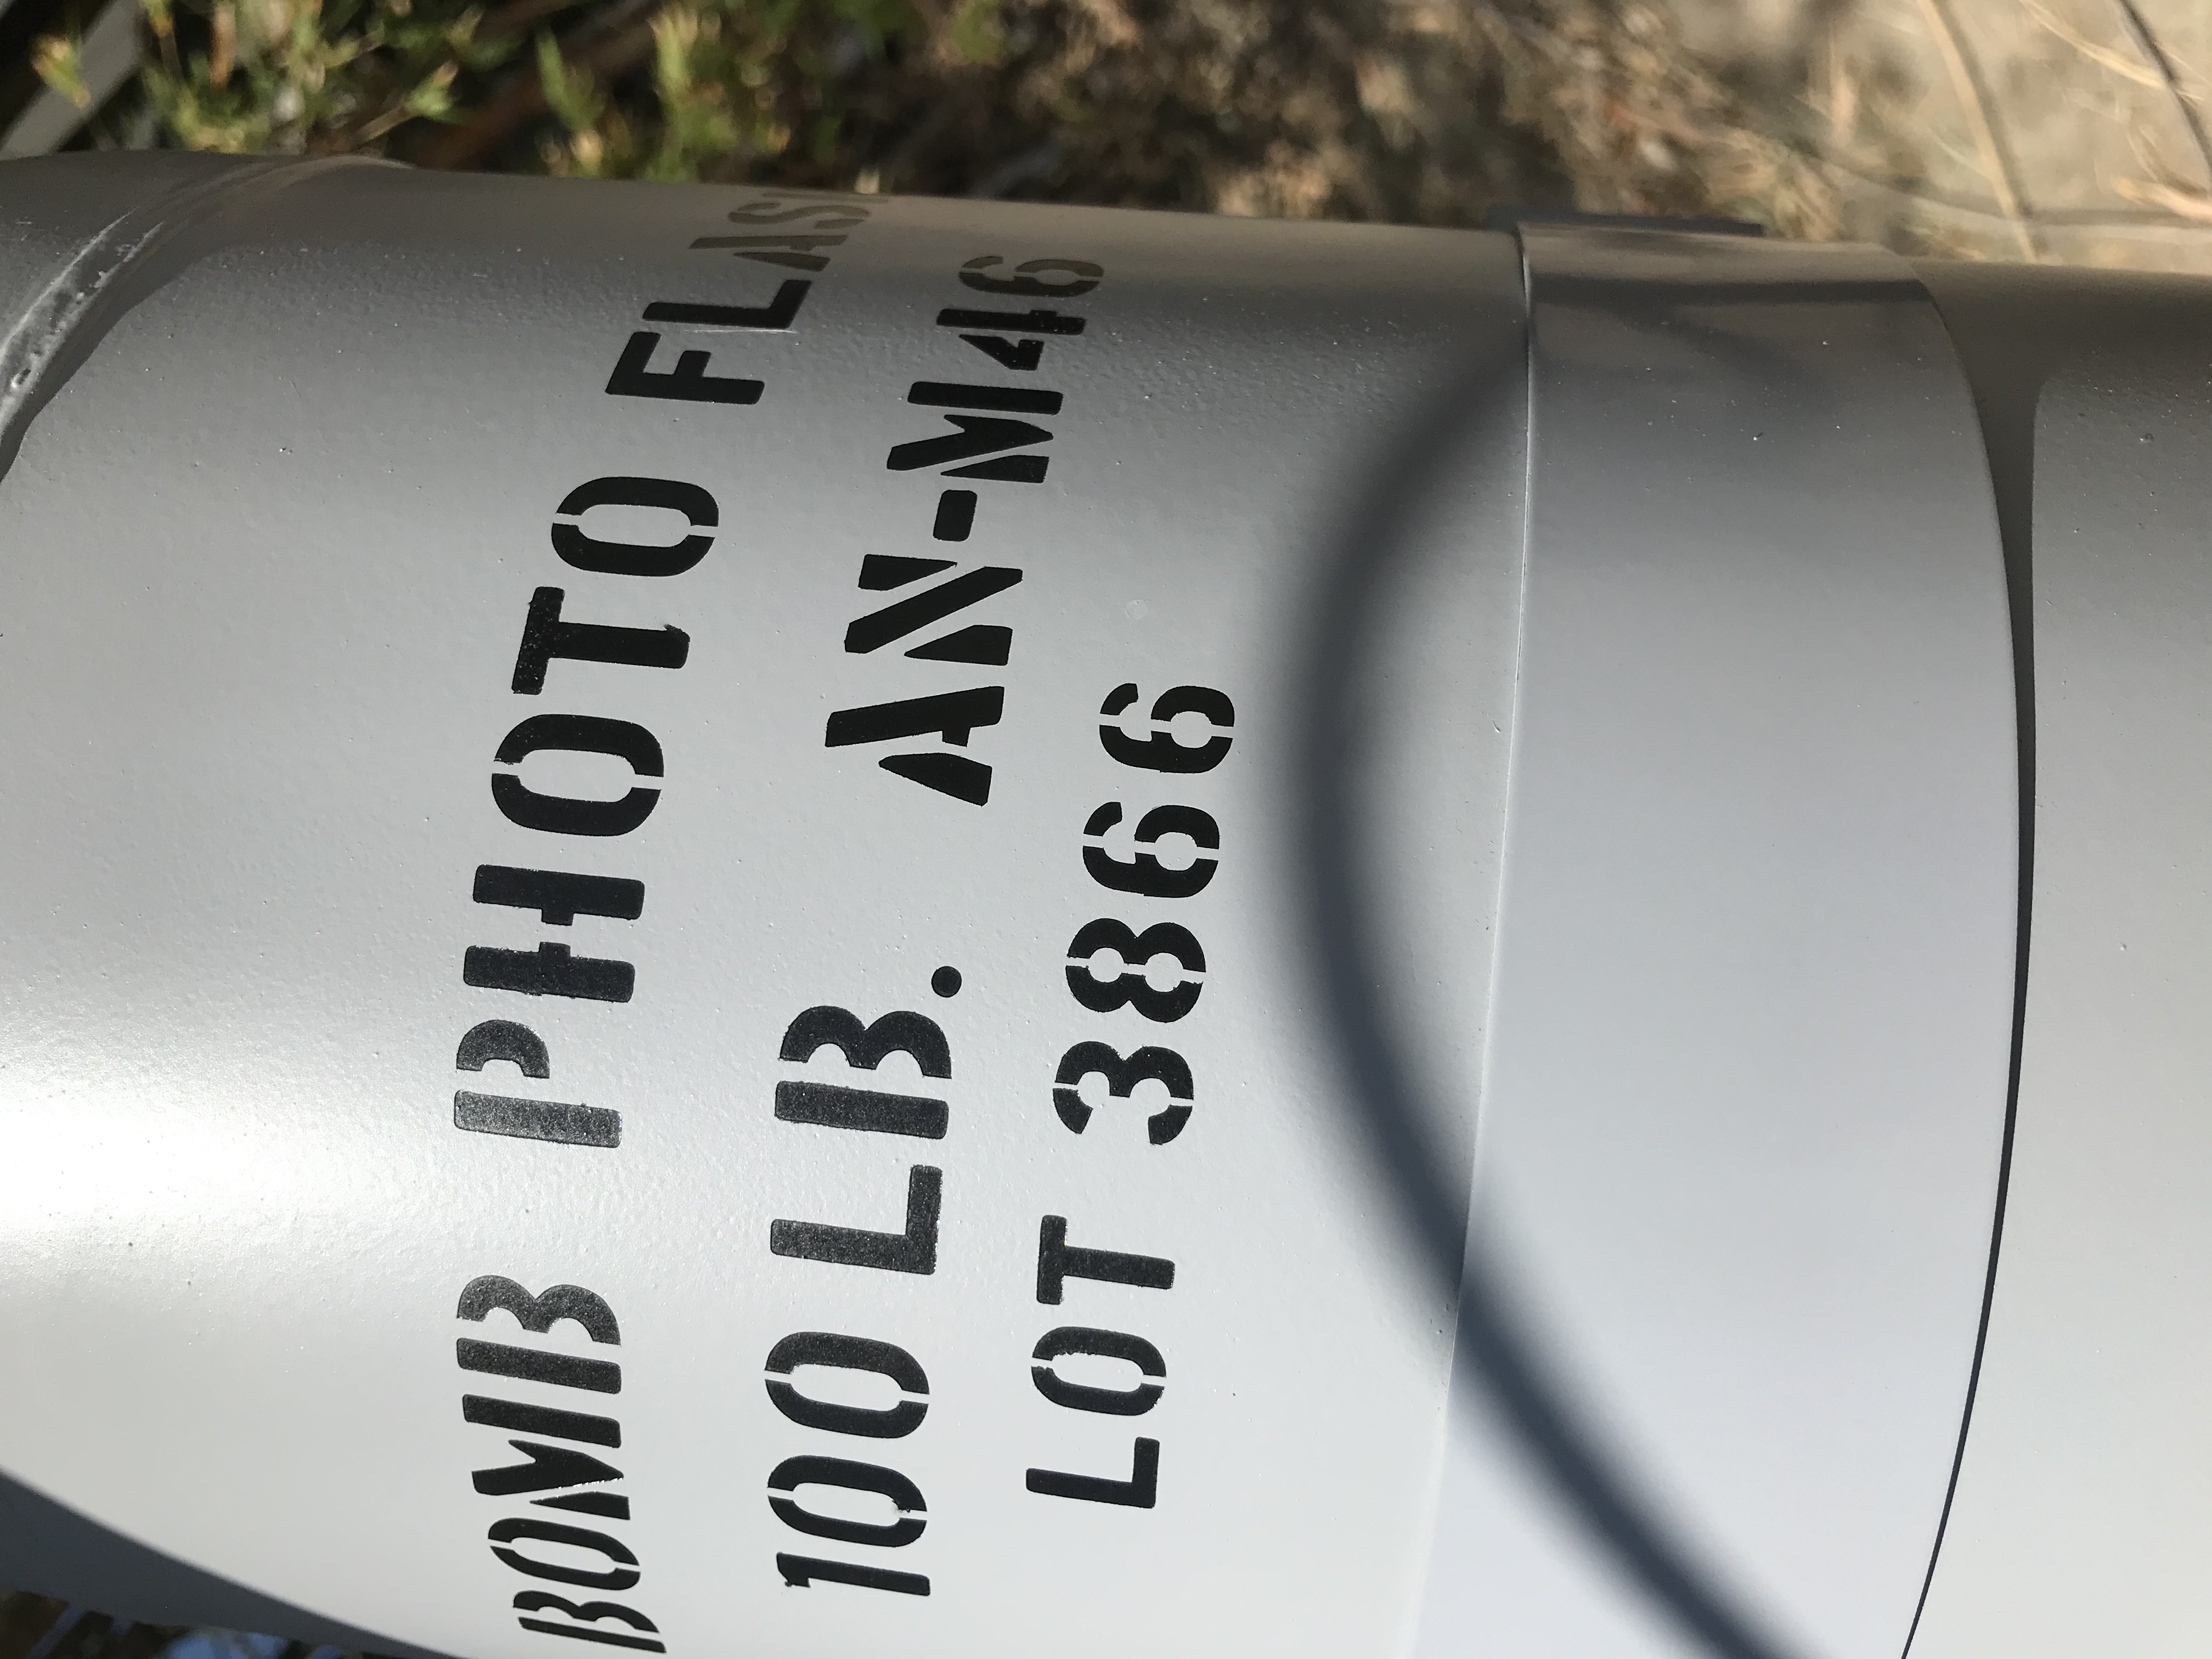 BOMB PHOTO FLAS
100 LB. AN-M46
LOT 3866